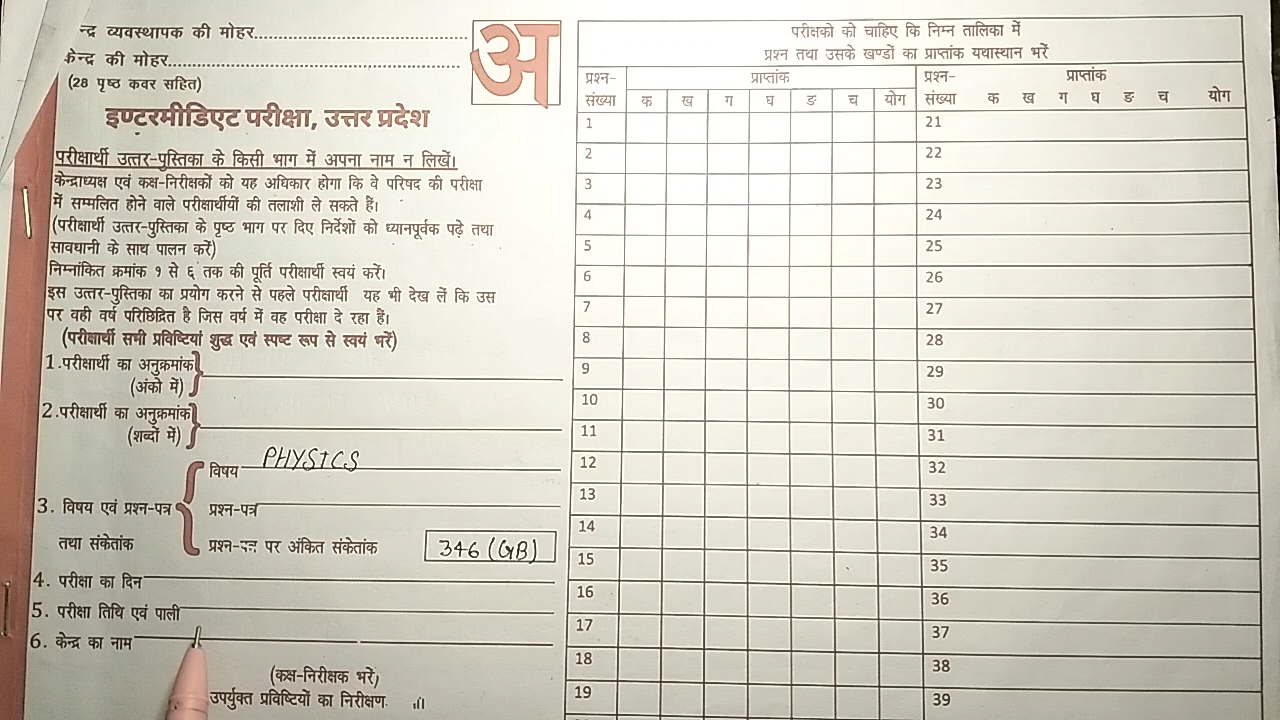 न्द्र व्यवस्थापक की मोहर
केन्द्र की मोहर
(28 पृष्ठ कवर सहित)
अ
इण्टरमीडिएट परीक्षा, उत्तर प्रदेश
परीक्षार्थी उत्तर-पुस्तिका के किसी भाग में अपना नाम न लिखें।
केन्द्राध्यक्ष एवं कक्ष-निरीक्षकों को यह अधिकार होगा कि वे परिषद की परीक्षा
में सम्मलित होने वाले परीक्षार्थीयों की तलाशी ले सकते हैं।
(परीक्षार्थी उत्तर-पुस्तिका के पृष्ठ भाग पर दिए निर्देशों को ध्यानपूर्वक पढ़े तथा
सावधानी के साथ पालन करें)
निम्नांकित क्रमांक १ से ६ तक की पूर्ति परीक्षार्थी स्वयं करें।
इस उत्तर-पुस्तिका का प्रयोग करने से पहले परीक्षार्थी यह भी देख लें कि उस
पर वही वर्ष परिछिद्रित है जिस वर्ष में वह परीक्षा दे रहा हैं।
(परीक्षार्थी सभी प्रविष्टियां शुद्ध एवं स्पष्ट रूप से स्वयं भरें)
1.परीक्षार्थी का अनुक्रमांक
(अंको में)
2.परीक्षार्थी का अनुक्रमांक
(शब्दों में)
विषय PHYSICS
3. विषय एवं प्रश्न-पत्र प्रश्न-पत्र
तथा संकेतांक प्रश्न-पत्र पर अंकित संकेतांक 346 (GB)
4. परीक्षा का दिन
5. परीक्षा तिथि एवं पाली
6. केन्द्र का नाम
(कक्ष-निरीक्षक भरें)
उपर्युक्त प्रविष्टियों का निरीक्षण
परीक्षको को चाहिए कि निम्न तालिका में
प्रश्न तथा उसके खण्डों का प्राप्तांक यथास्थान भरें
प्रश्न- प्राप्तांक प्रश्न- प्राप्तांक
संख्या क ख ग घ ङ च योग संख्या क ख ग घ ङ च योग
1 21
2 22
3 23
4 24
5 25
6 26
7 27
8 28
9 29
10 30
11 31
12 32
13 33
14 34
15 35
16 36
17 37
18 38
19 39